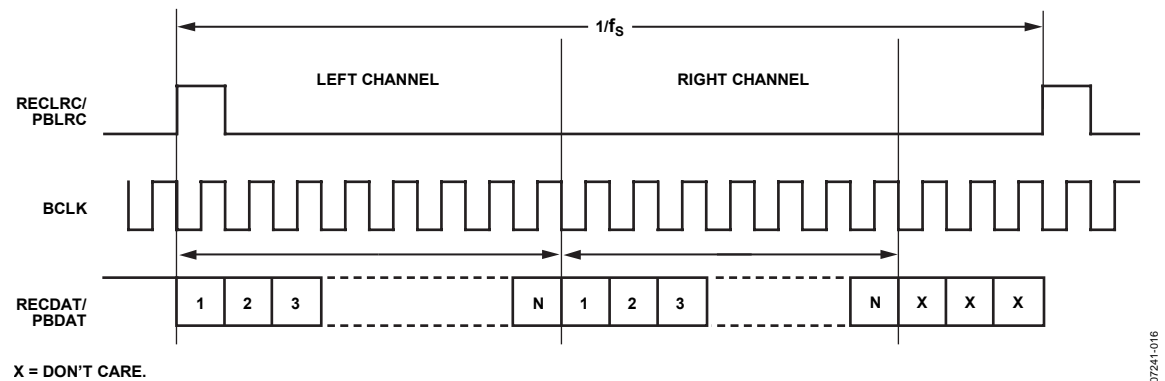 1/fS
LEFT CHANNEL
RIGHT CHANNEL
RECLRC/
PBLRC
BCLK
RECDAT/
PBDAT
1 2 3 N 1 2 3 N X X X
X = DON'T CARE.
07241-016